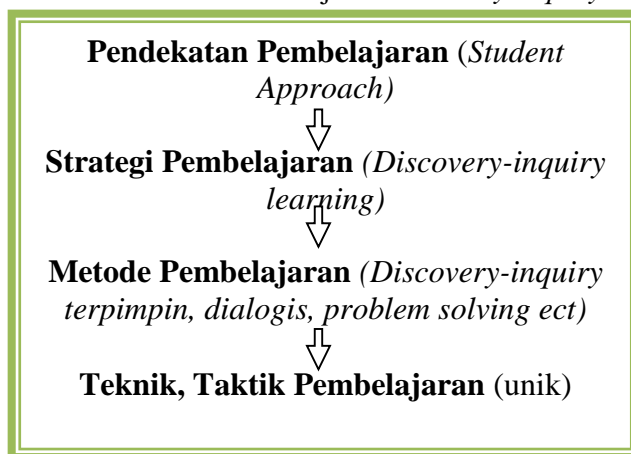 Pendekatan Pembelajaran (Student
Approach)
Strategi Pembelajaran (Discovery-inquiry
learning)
Metode Pembelajaran (Discovery-inquiry
terpimpin, dialogis, problem solving ect)
Teknik, Taktik Pembelajaran (unik)